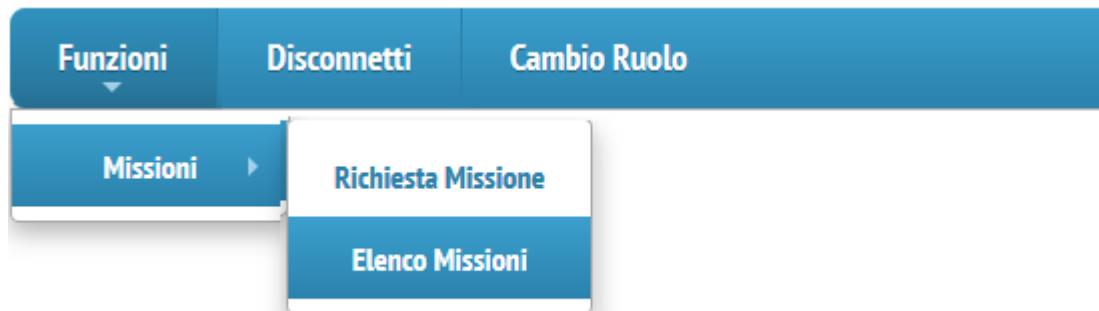 Funzioni Disconnetti Cambio Ruolo
Missioni
Richiesta Missione
Elenco Missioni